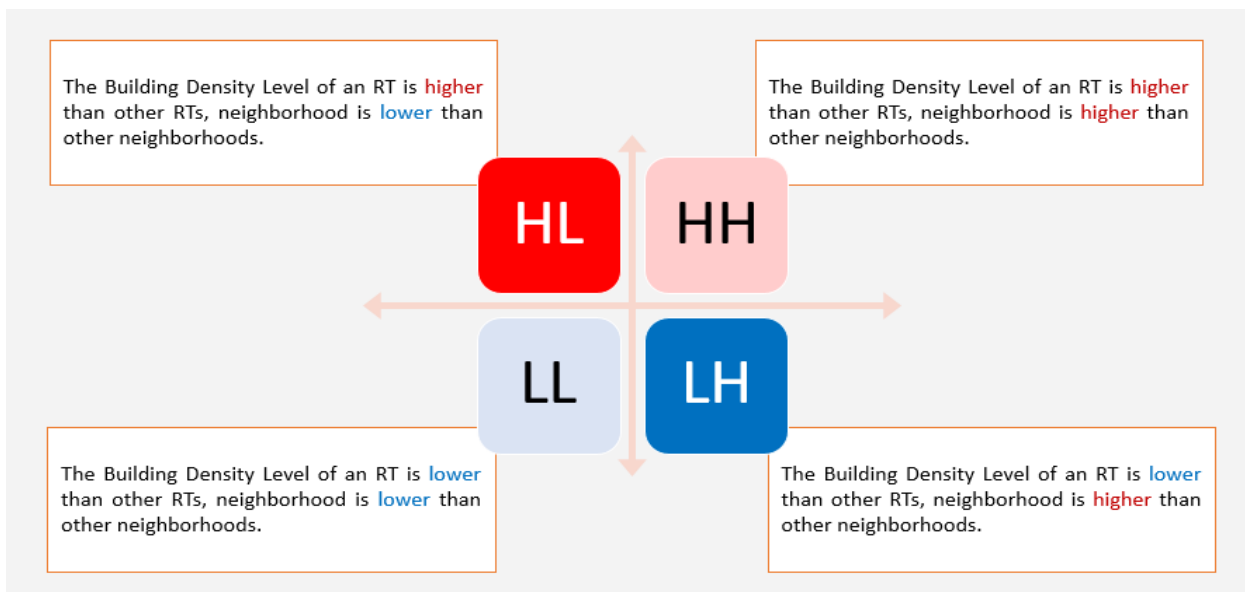 The Building Density Level of an RT is higher
than other RTs, neighborhood is lower than
other neighborhoods.
The Building Density Level of an RT is higher
than other RTs, neighborhood is higher than
other neighborhoods.
HL
HH
LL
LH
The Building Density Level of an RT is lower
than other RTs, neighborhood is lower than
other neighborhoods.
The Building Density Level of an RT is lower
than other RTs, neighborhood is higher than
other neighborhoods.